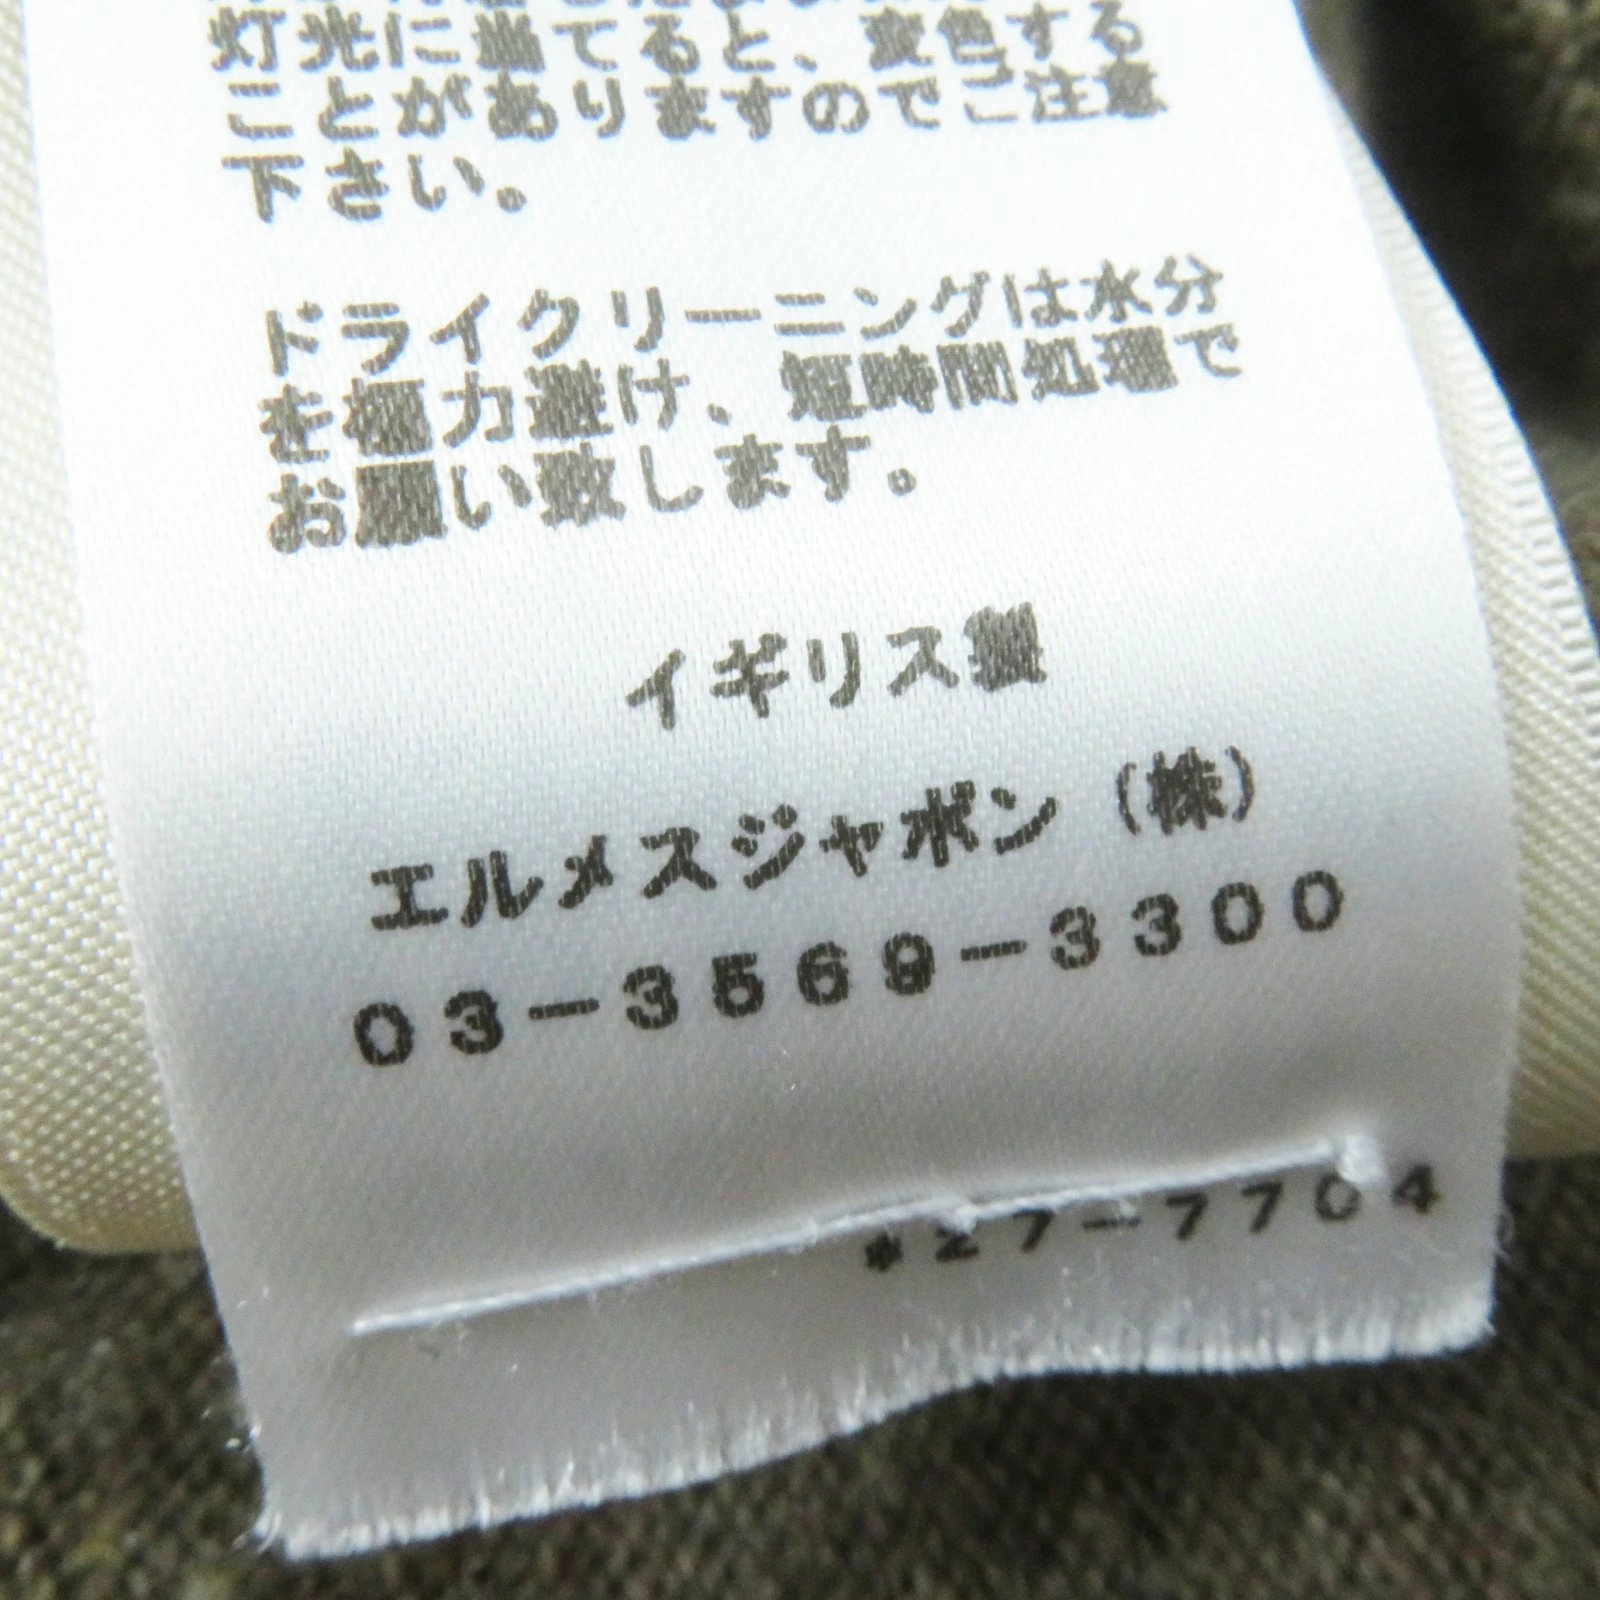 灯光に当てると、変色する
ことがありますのでご注意
下さい。
ドライクリーニングは水分
を極力避け、短時間処理で
お願い致します。
イギリス製
エルメスジャポン（株）
03-3569-3300
*27-7704